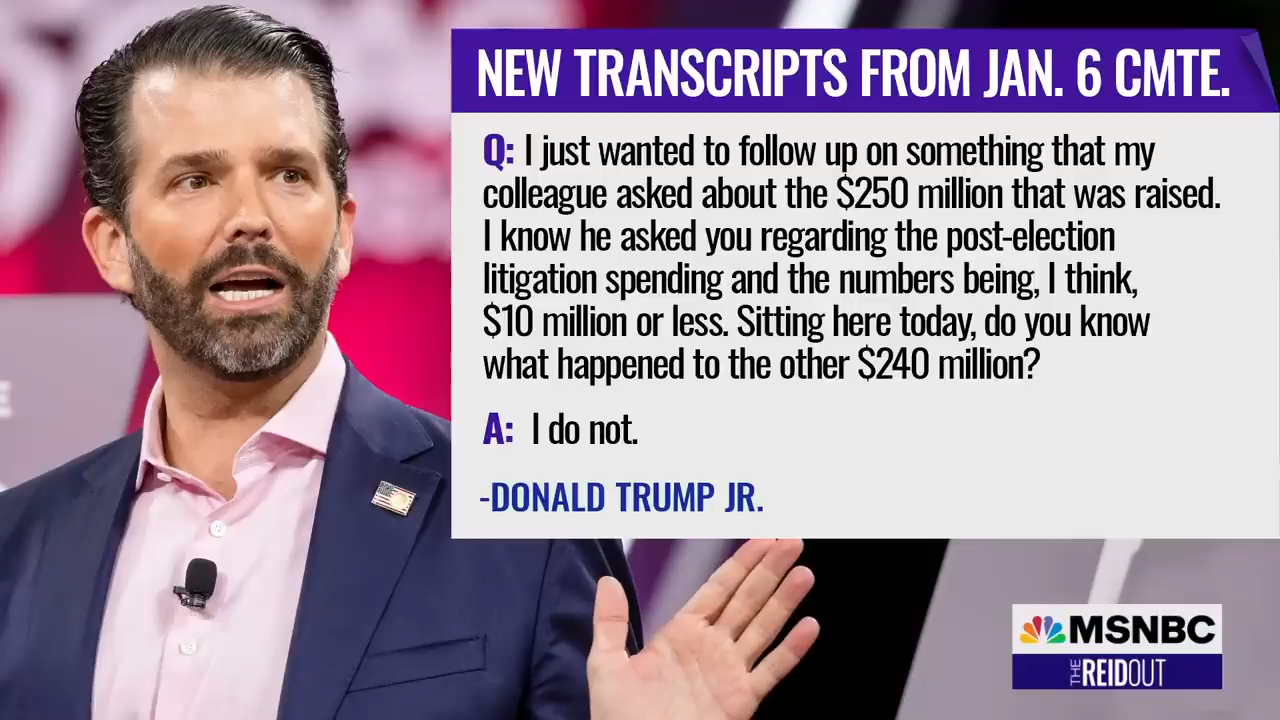 NEW TRANSCRIPTS FROM JAN. 6 CMTE.
Q: I just wanted to follow up on something that my
colleague asked about the $250 million that was raised.
I know he asked you regarding the post-election
litigation spending and the numbers being, I think,
$10 million or less. Sitting here today, do you know
what happened to the other $240 million?
A: I do not.
-DONALD TRUMP JR.
MSNBC
THE REIDOUT